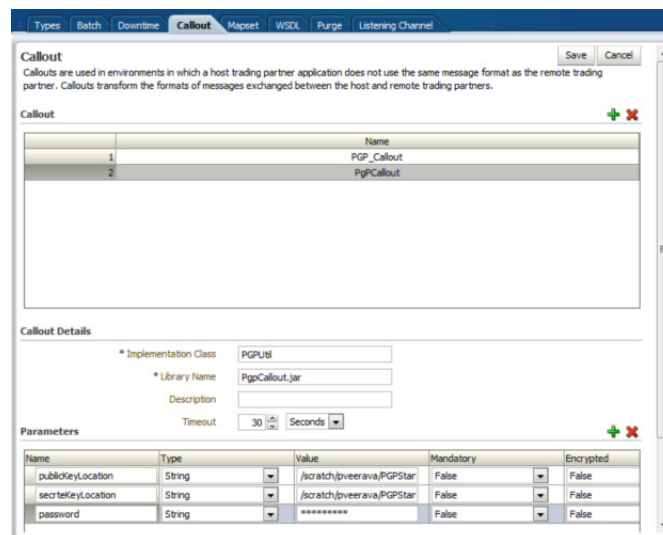 Types Batch Downtime Callout Mapset WSDL Purge Listening Channel
Callout
Save Cancel
Callouts are used in environments in which a host trading partner application does not use the same message format as the remote trading
partner. Callouts transform the formats of messages exchanged between the host and remote trading partners.
Callout
Name
1 PGP_Callout
2 PgPCallout
Callout Details
* Implementation Class PGPUtil
* Library Name PgpCallout.jar
Description
Timeout 30 Seconds
Parameters
Name Type Value Mandatory Encrypted
publicKeyLocation String /scratch/pveerava/PGPStar False False
secrteKeyLocation String /scratch/pveerava/PGPStar False False
password String ********* False False